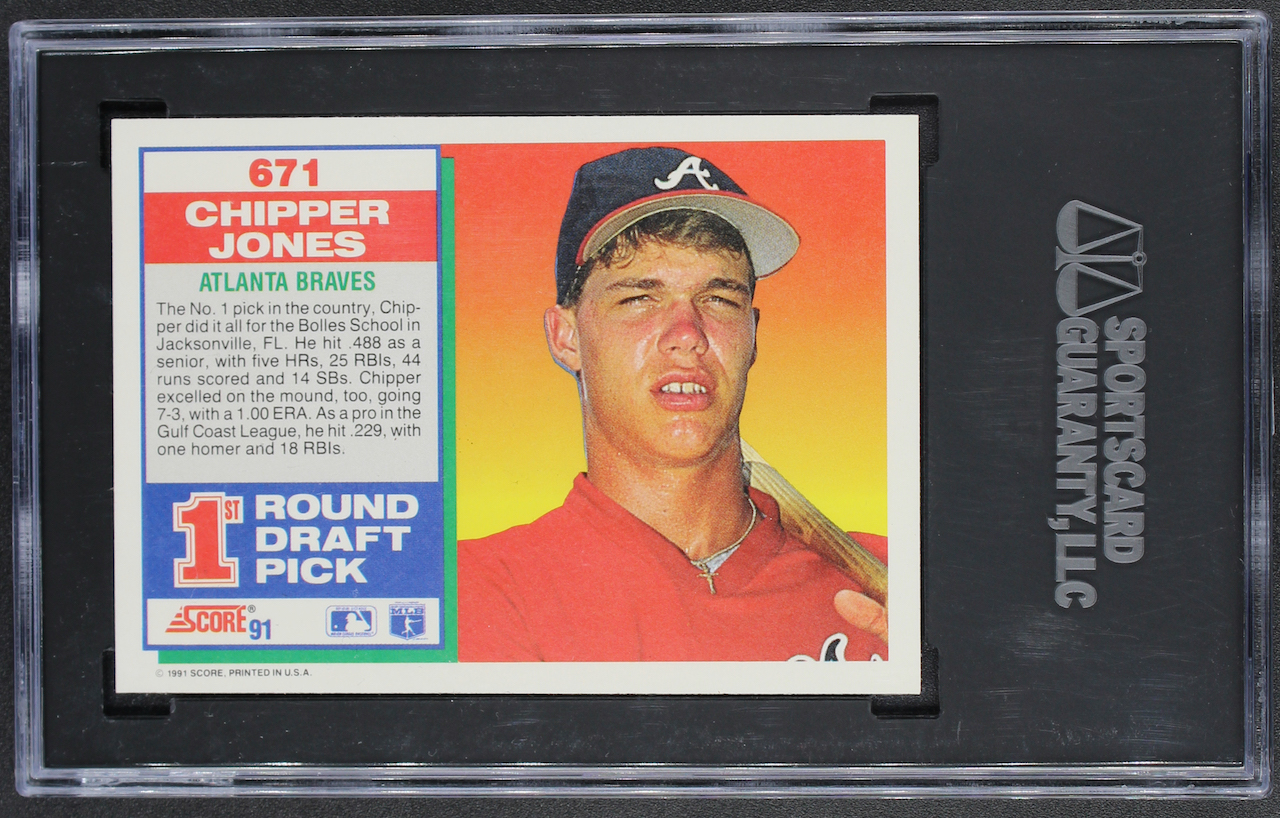 671
CHIPPER
JONES
ATLANTA BRAVES
The No. 1 pick in the country, Chip-
per did it all for the Bolles School in
Jacksonville, FL. He hit .488 as a
senior, with five HRs, 25 RBIs, 44
runs scored and 14 SBs. Chipper
excelled on the mound, too, going
7-3, with a 1.00 ERA. As a pro in the
Gulf Coast League, he hit .229, with
one homer and 18 RBIs.
1ST ROUND
DRAFT
PICK
SCORE® 91
MLB
© 1991 SCORE, PRINTED IN U.S.A.
A
A
SPORTSCARD
GUARANTY, LLC